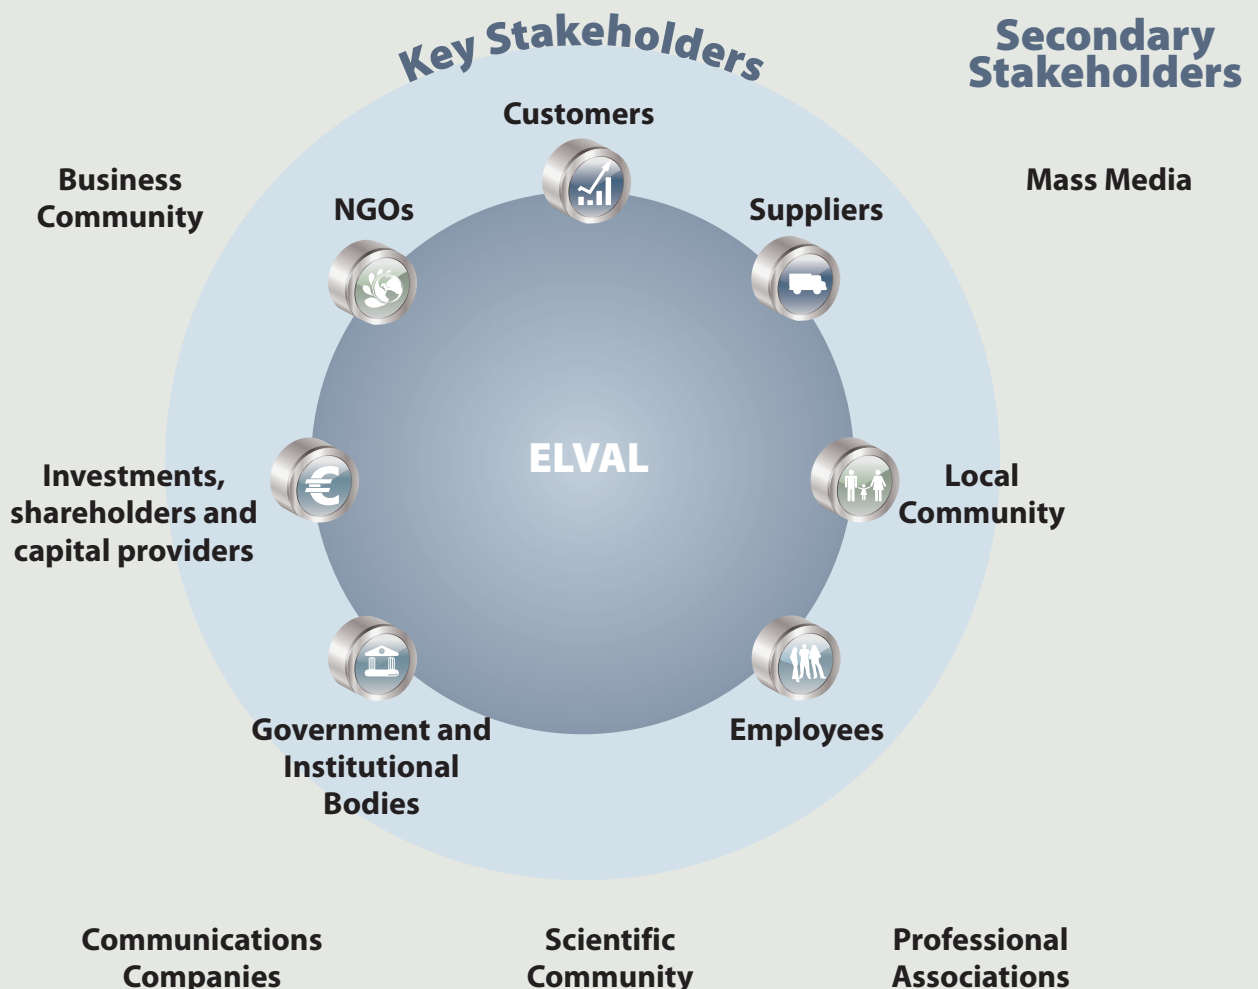 Key Stakeholders
Secondary
Stakeholders
Customers
Business
Community
Mass Media
NGOs
Suppliers
ELVAL
Investments,
shareholders and
capital providers
Local
Community
Government and
Institutional
Bodies
Employees
Communications
Companies
Scientific
Community
Professional
Associations